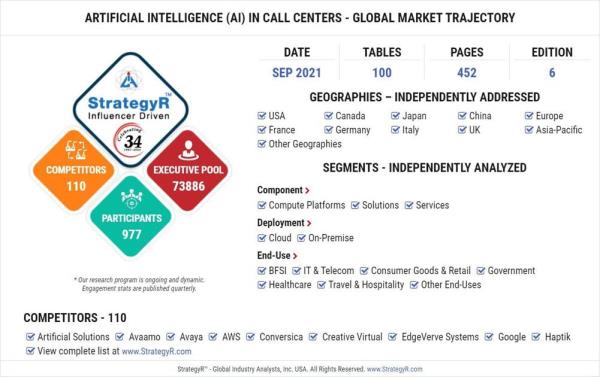 ARTIFICIAL INTELLIGENCE (AI) IN CALL CENTERS - GLOBAL MARKET TRAJECTORY
StrategyR™
Influencer Driven
Celebrating
34
COMPETITORS
110
EXECUTIVE POOL
73886
PARTICIPANTS
977
* Our research program is ongoing and dynamic.
Engagement stats are published quarterly.
DATE TABLES PAGES EDITION
SEP 2021 100 452 6
GEOGRAPHIES – INDEPENDENTLY ADDRESSED
USA Canada Japan China Europe
France Germany Italy UK Asia-Pacific
Other Geographies
SEGMENTS - INDEPENDENTLY ANALYZED
Component
Compute Platforms Solutions Services
Deployment
Cloud On-Premise
End-Use
BFSI IT & Telecom Consumer Goods & Retail Government
Healthcare Travel & Hospitality Other End-Uses
COMPETITORS - 110
Artificial Solutions Avaamo Avaya AWS Conversica Creative Virtual EdgeVerve Systems Google Haptik
View complete list at www.StrategyR.com
StrategyR™ - Global Industry Analysts, Inc. USA. All Rights Reserved. www.StrategyR.com